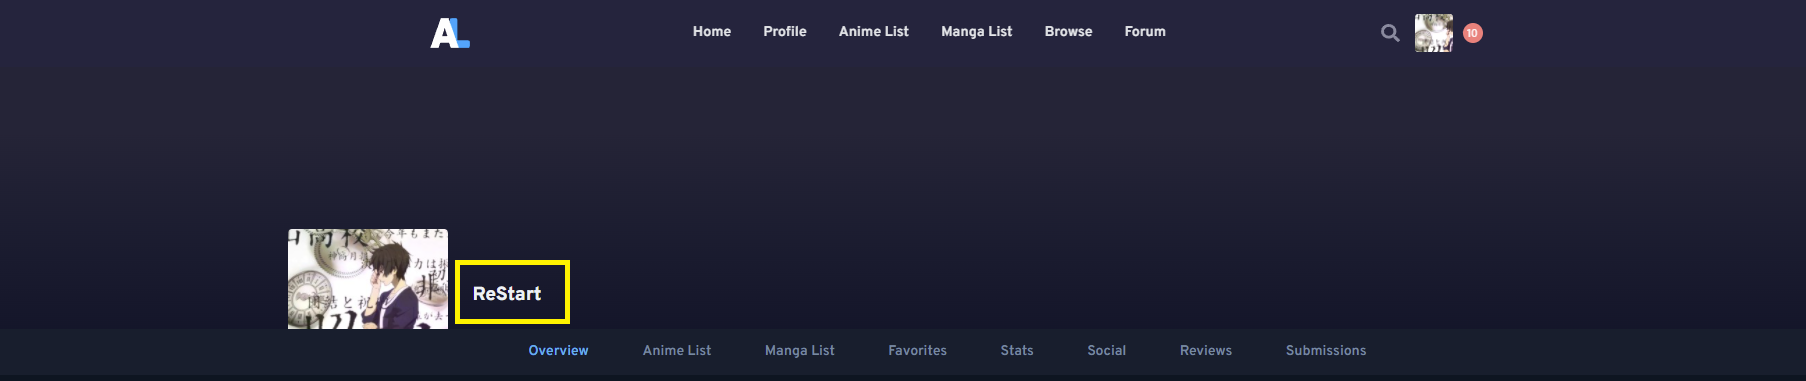 AL
Home Profile Anime List Manga List Browse Forum
10
ReStart
Overview Anime List Manga List Favorites Stats Social Reviews Submissions